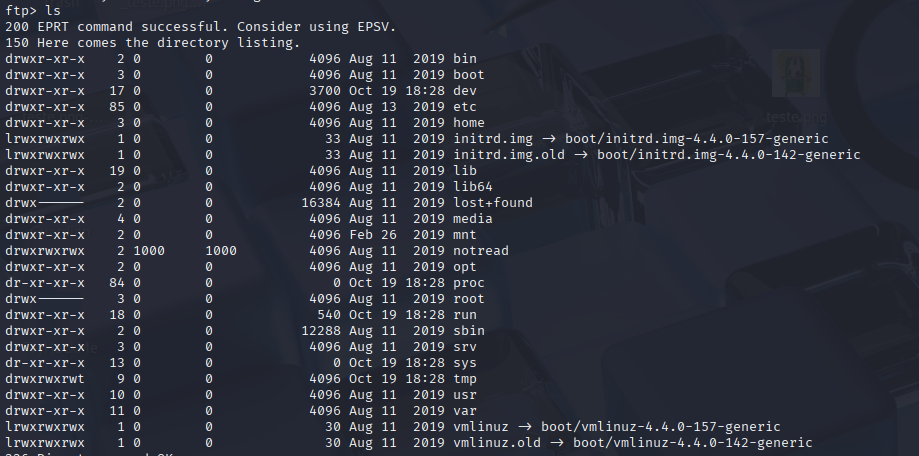 ftp> ls
200 EPRT command successful. Consider using EPSV.
150 Here comes the directory listing.
drwxr-xr-x    2 0        0            4096 Aug 11  2019 bin
drwxr-xr-x    3 0        0            4096 Aug 11  2019 boot
drwxr-xr-x   17 0        0            3700 Oct 19 18:28 dev
drwxr-xr-x   85 0        0            4096 Aug 13  2019 etc
drwxr-xr-x    3 0        0            4096 Aug 11  2019 home
lrwxrwxrwx    1 0        0              33 Aug 11  2019 initrd.img → boot/initrd.img-4.4.0-157-generic
lrwxrwxrwx    1 0        0              33 Aug 11  2019 initrd.img.old → boot/initrd.img-4.4.0-142-generic
drwxr-xr-x   19 0        0            4096 Aug 11  2019 lib
drwxr-xr-x    2 0        0            4096 Aug 11  2019 lib64
drwx------    2 0        0           16384 Aug 11  2019 lost+found
drwxr-xr-x    4 0        0            4096 Aug 11  2019 media
drwxr-xr-x    2 0        0            4096 Feb 26  2019 mnt
drwxrwxrwx    2 1000     1000         4096 Aug 11  2019 notread
drwxr-xr-x    2 0        0            4096 Aug 11  2019 opt
dr-xr-xr-x   84 0        0               0 Oct 19 18:28 proc
drwx------    3 0        0            4096 Aug 11  2019 root
drwxr-xr-x   18 0        0             540 Oct 19 18:28 run
drwxr-xr-x    2 0        0           12288 Aug 11  2019 sbin
drwxr-xr-x    3 0        0            4096 Aug 11  2019 srv
dr-xr-xr-x   13 0        0               0 Oct 19 18:28 sys
drwxrwxrwt    9 0        0            4096 Oct 19 18:28 tmp
drwxr-xr-x   10 0        0            4096 Aug 11  2019 usr
drwxr-xr-x   11 0        0            4096 Aug 11  2019 var
lrwxrwxrwx    1 0        0              30 Aug 11  2019 vmlinuz → boot/vmlinuz-4.4.0-157-generic
lrwxrwxrwx    1 0        0              30 Aug 11  2019 vmlinuz.old → boot/vmlinuz-4.4.0-142-generic
teste.png